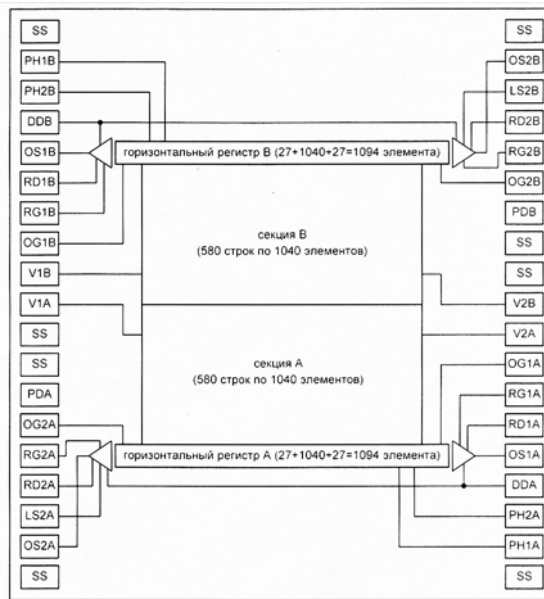 SS
PH1B
PH2B
DDB
OS1B
RD1B
RG1B
OG1B
V1B
V1A
SS
SS
PDA
OG2A
RG2A
RD2A
LS2A
OS2A
SS
горизонтальный регистр В (27+1040+27=1094 элемента)
секция В
(580 строк по 1040 элементов)
секция А
(580 строк по 1040 элементов)
горизонтальный регистр А (27+1040+27=1094 элемента)
SS
OS2B
LS2B
RD2B
RG2B
OG2B
PDB
SS
SS
V2B
V2A
OG1A
RG1A
RD1A
OS1A
DDA
PH2A
PH1A
SS